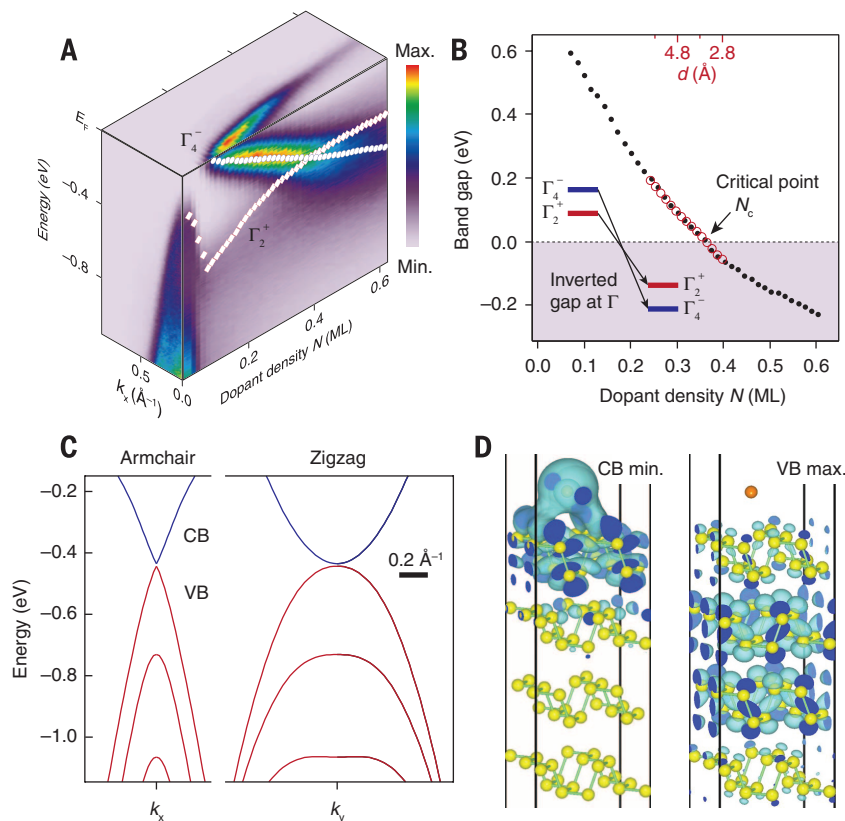 A
Max.
Min.
E_F
Γ₄⁻
Γ₂⁺
Energy (eV)
−0.4
−0.8
0.5
0.0
k_x (Å⁻¹)
0.2
0.4
0.6
Dopant density N (ML)
B
4.8 2.8
d (Å)
0.6
0.4
0.2
0.0
−0.2
Band gap (eV)
Γ₄⁻
Γ₂⁺
Critical point
N_c
Inverted
gap at Γ
Γ₂⁺
Γ₄⁻
0.0 0.1 0.2 0.3 0.4 0.5 0.6
Dopant density N (ML)
C
Armchair
Zigzag
−0.2
−0.4
−0.6
−0.8
−1.0
Energy (eV)
CB
VB
0.2 Å⁻¹
k_x
k_y
D
CB min.
VB max.